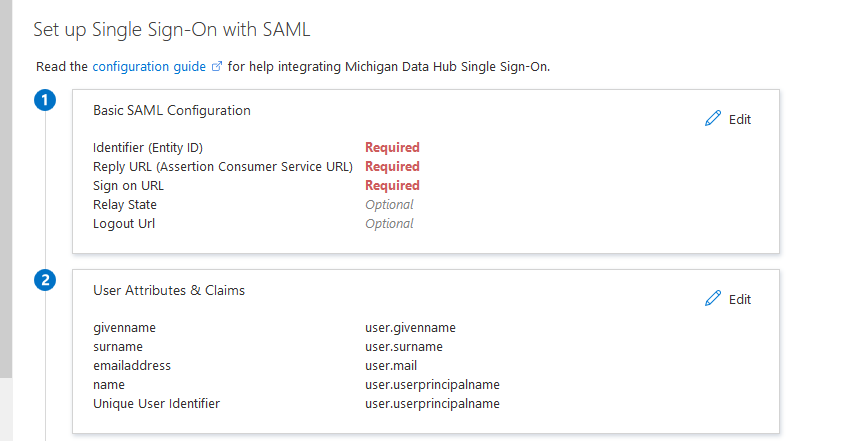 Set up Single Sign-On with SAML
Read the configuration guide for help integrating Michigan Data Hub Single Sign-On.
1
Basic SAML Configuration
Edit
Identifier (Entity ID) Required
Reply URL (Assertion Consumer Service URL) Required
Sign on URL Required
Relay State Optional
Logout Url Optional
2
User Attributes & Claims
Edit
givenname user.givenname
surname user.surname
emailaddress user.mail
name user.userprincipalname
Unique User Identifier user.userprincipalname